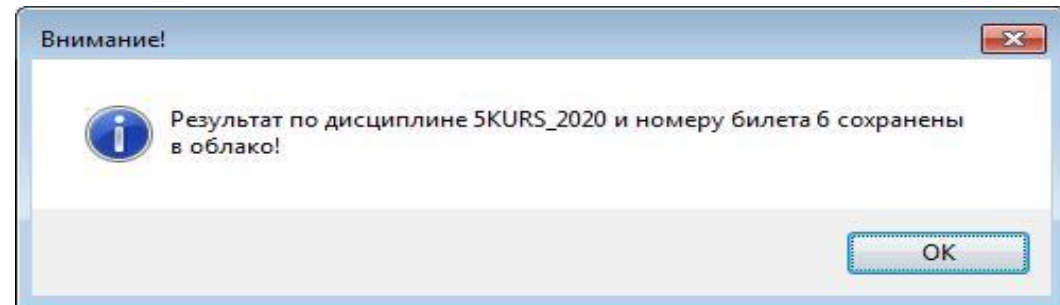 Внимание!
Результат по дисциплине 5KURS_2020 и номеру билета 6 сохранены
в облако!
OK